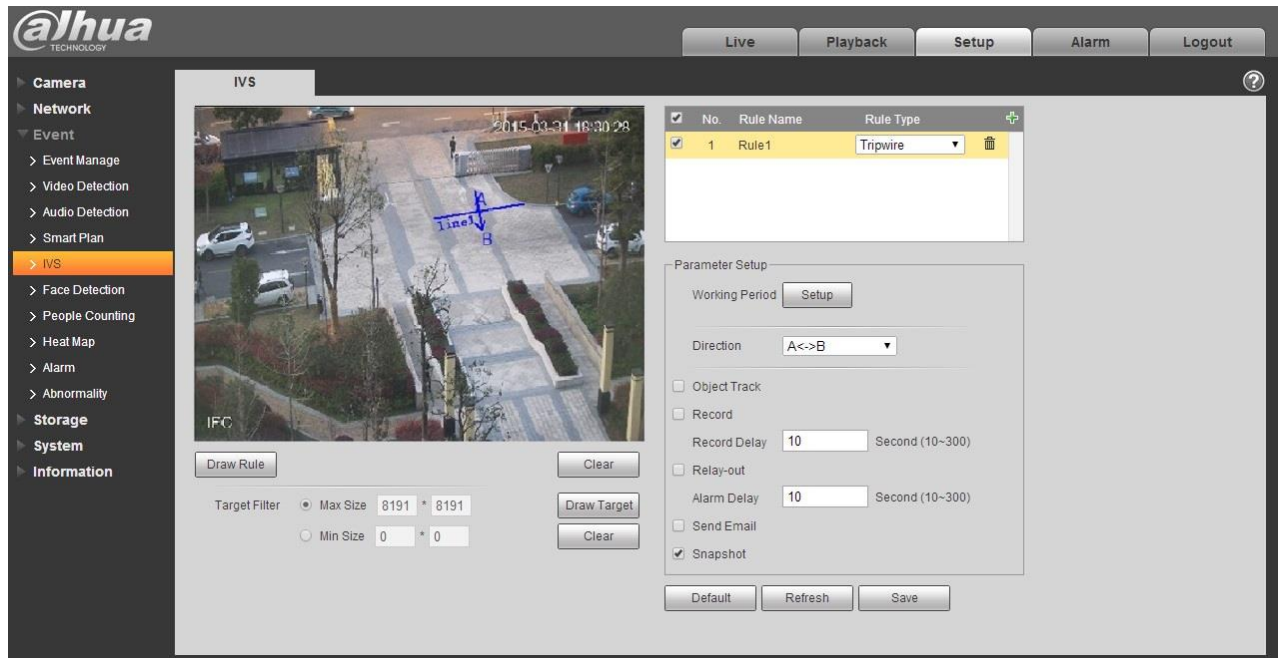 alhua
TECHNOLOGY
Live Playback Setup Alarm Logout
Camera
Network
Event
Event Manage
Video Detection
Audio Detection
Smart Plan
IVS
Face Detection
People Counting
Heat Map
Alarm
Abnormality
Storage
System
Information
IVS
?
2015-03-31 18:30:28
A
line1
B
IPC
Draw Rule Clear
Target Filter Max Size 8191 * 8191 Draw Target
Min Size 0 * 0 Clear
No. Rule Name Rule Type
1 Rule1 Tripwire
Parameter Setup
Working Period Setup
Direction A<->B
Object Track
Record
Record Delay 10 Second (10~300)
Relay-out
Alarm Delay 10 Second (10~300)
Send Email
Snapshot
Default Refresh Save